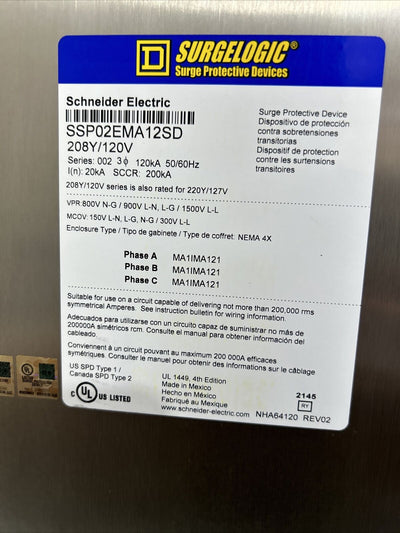 SURGELOGIC®
Surge Protective Devices
Schneider Electric
SSP02EMA12SD
208Y/120V
Series: 002 3ϕ 120kA 50/60Hz
I(n): 20kA SCCR: 200kA
208Y/120V series is also rated for 220Y/127V
Surge Protective Device
Dispositivo de protección
contra sobretensiones
transitorias
Dispositif de protection
contre les surtensions
transitoires
VPR:800V N-G / 900V L-N, L-G / 1500V L-L
MCOV: 150V L-N, L-G, N-G / 300V L-L
Enclosure Type / Tipo de gabinete / Type de coffret: NEMA 4X
Phase A MA1IMA121
Phase B MA1IMA121
Phase C MA1IMA121
Suitable for use on a circuit capable of delivering not more than 200,000 rms
symmetrical Amperes. See instruction bulletin for wiring information.
Adecuados para utilizarse en un circuito capaz de suministrar no más de
200000A simétricos rcm. Consulte el manual para obtener información del
cableado.
Conviennent à un circuit pouvant au maximum 200 000A efficaces
symétriques. Consultez le manuel pour obtenir des informations sur le câblage
US SPD Type 1 /
Canada SPD Type 2
C UL US LISTED
UL 1449, 4th Edition
Made in Mexico
Hecho en México
Fabriqué au Mexique
www.schneider-electric.com
2145
RY
NHA64120 REV02